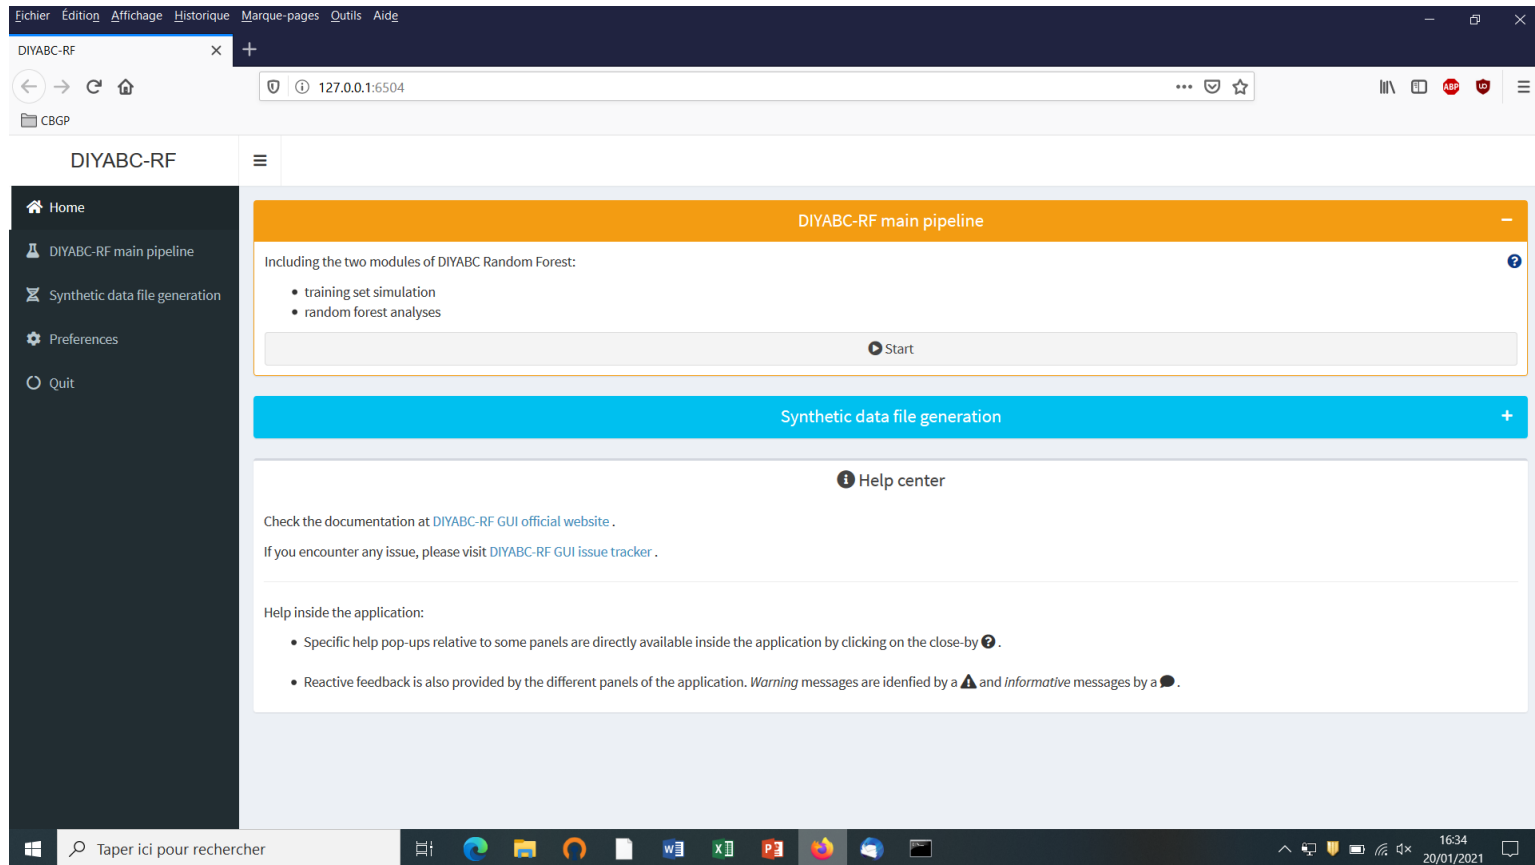 Fichier Édition Affichage Historique Marque-pages Outils Aide
DIYABC-RF
127.0.0.1:6504
ABP
CBGP
DIYABC-RF
Home
DIYABC-RF main pipeline
Synthetic data file generation
Preferences
Quit
DIYABC-RF main pipeline
Including the two modules of DIYABC Random Forest:
• training set simulation
• random forest analyses
Start
Synthetic data file generation
Help center
Check the documentation at DIYABC-RF GUI official website .
If you encounter any issue, please visit DIYABC-RF GUI issue tracker .
Help inside the application:
• Specific help pop-ups relative to some panels are directly available inside the application by clicking on the close-by ? .
• Reactive feedback is also provided by the different panels of the application. Warning messages are idenfied by a and informative messages by a .
Taper ici pour rechercher
16:34
20/01/2021